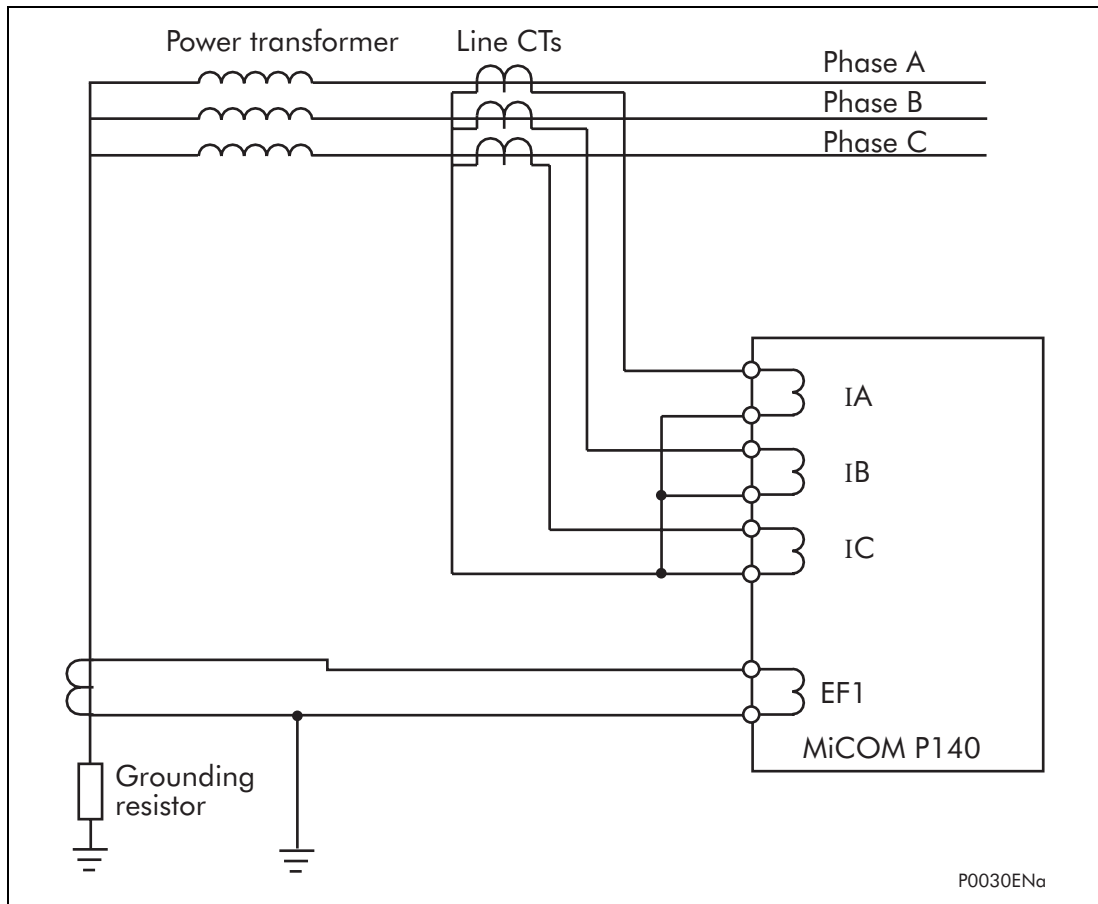 Power transformer
Line CTs
Phase A
Phase B
Phase C
IA
IB
IC
EF1
MiCOM P140
Grounding
resistor
P0030ENa